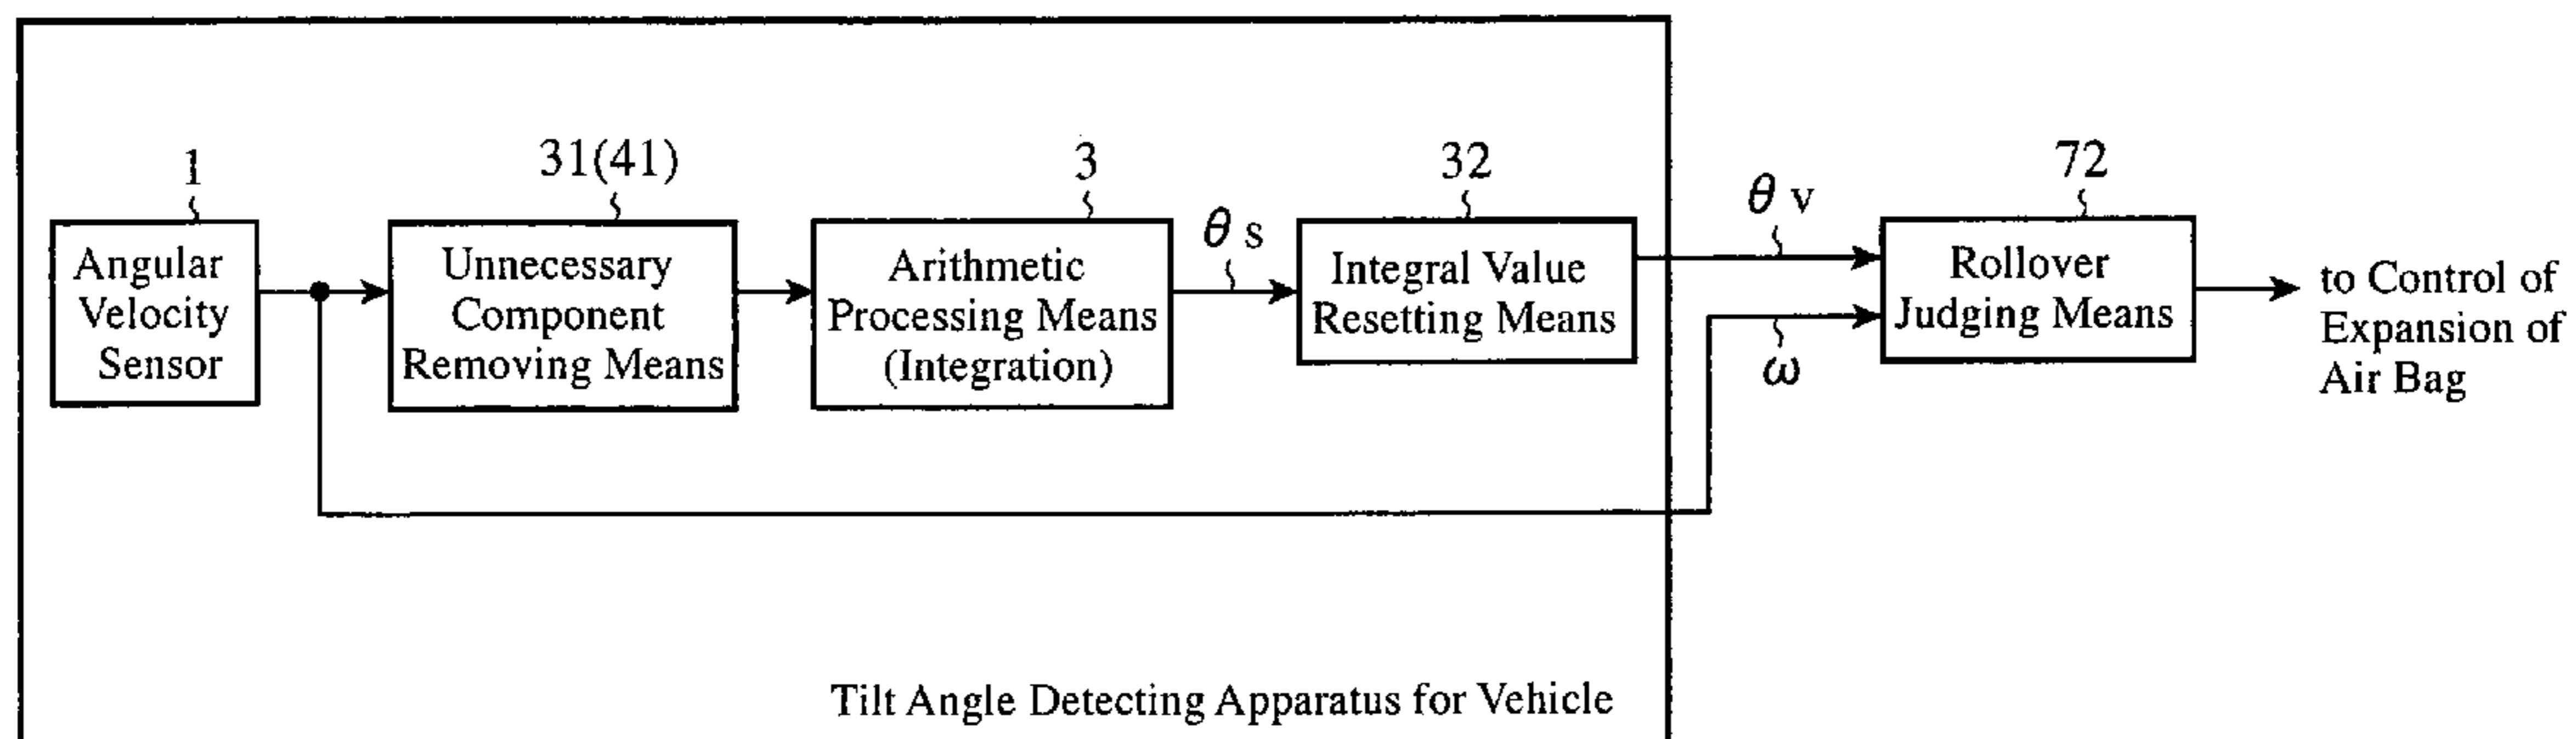 1
31(41)
3
32
72
Angular
Velocity
Sensor
Unnecessary
Component
Removing Means
Arithmetic
Processing Means
(Integration)
θ s
Integral Value
Resetting Means
θ v
ω
Rollover
Judging Means
to Control of
Expansion of
Air Bag
Tilt Angle Detecting Apparatus for Vehicle